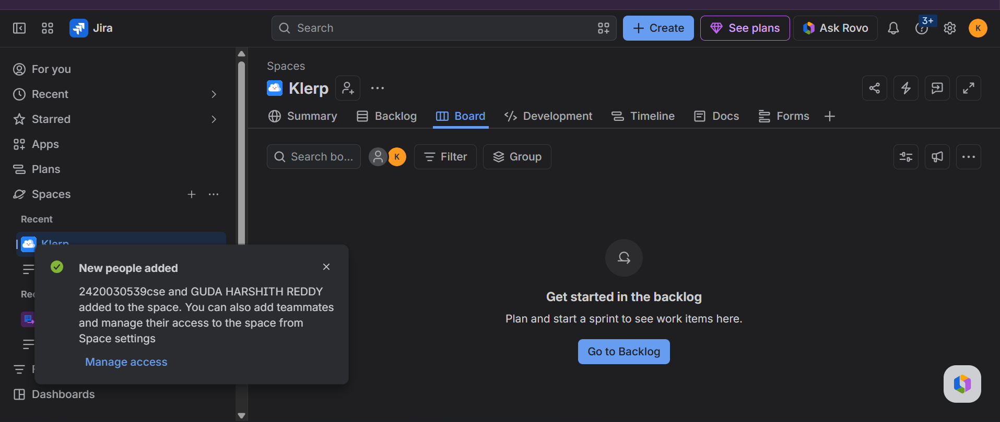 Jira
Search
Create
See plans
Ask Rovo
3+
K
For you
Recent
Starred
Apps
Plans
Spaces
Recent
Klerp
Dashboards
Spaces
Klerp
Summary
Backlog
Board
Development
Timeline
Docs
Forms
Search bo...
K
Filter
Group
Get started in the backlog
Plan and start a sprint to see work items here.
Go to Backlog
New people added
2420030539cse and GUDA HARSHITH REDDY
added to the space. You can also add teammates
and manage their access to the space from
Space settings
Manage access